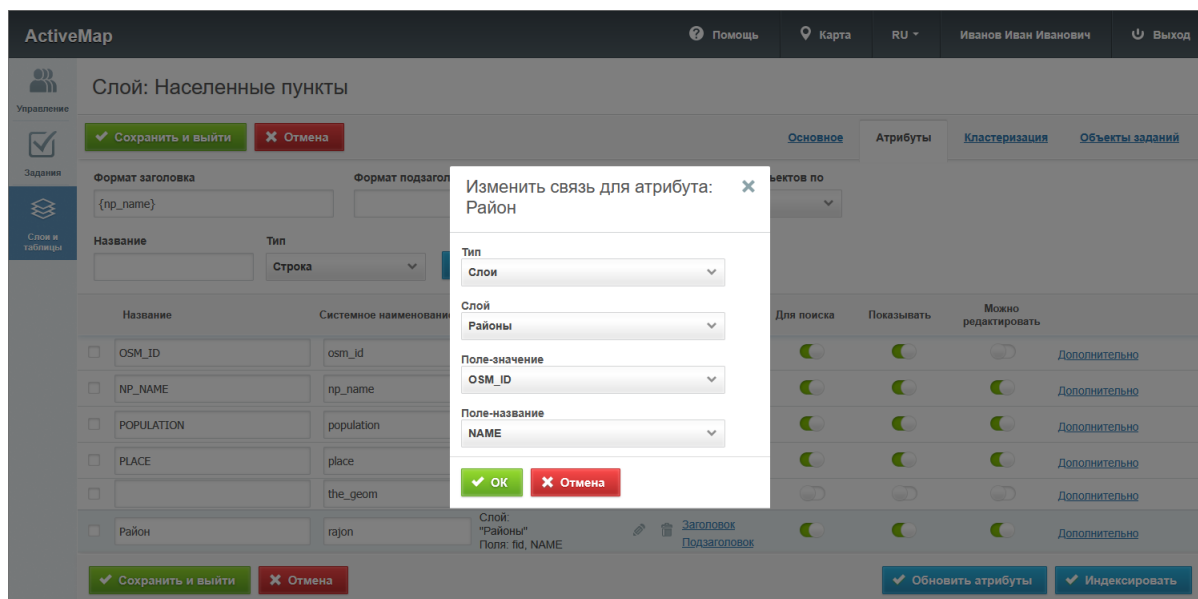 ActiveMap
Помощь
Карта
RU
Иванов Иван Иванович
Выход
Управление
Задания
Слои и
таблицы
Слой: Населенные пункты
Сохранить и выйти
Отмена
Основное
Атрибуты
Кластеризация
Объекты заданий
Формат заголовка
Формат подзагол
ъектов по
{np_name}
Название
Тип
Строка
Название
Системное наименовани
Для поиска
Показывать
Можно
редактировать
OSM_ID
osm_id
Дополнительно
NP_NAME
np_name
Дополнительно
POPULATION
population
Дополнительно
PLACE
place
Дополнительно
the_geom
Дополнительно
Район
rajon
Слой:
"Районы"
Поля: fid, NAME
Заголовок
Подзаголовок
Дополнительно
Изменить связь для атрибута:
Район
Тип
Слои
Слой
Районы
Поле-значение
OSM_ID
Поле-название
NAME
ОК
Отмена
Сохранить и выйти
Отмена
Обновить атрибуты
Индексировать